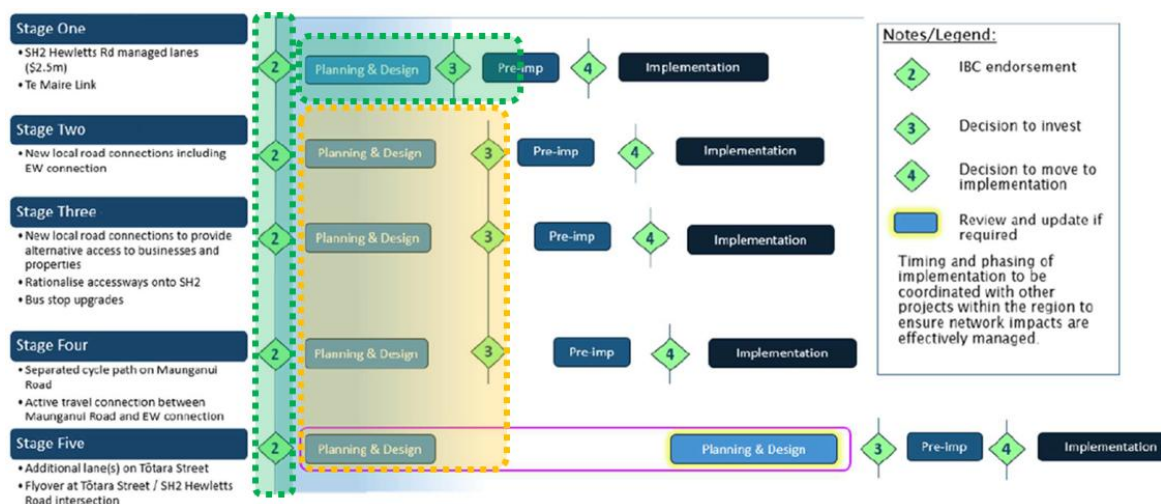 Stage One
•SH2 Hewletts Rd managed lanes
($2.5m)
•Te Maire Link
2
Planning & Design
3
Pre-imp
4
Implementation
Stage Two
•New local road connections including
EW connection
2
Planning & Design
3
Pre-imp
4
Implementation
Stage Three
•New local road connections to provide
alternative access to businesses and
properties
•Rationalise accessways onto SH2
•Bus stop upgrades
2
Planning & Design
3
Pre-imp
4
Implementation
Stage Four
•Separated cycle path on Maunganui
Road
•Active travel connection between
Maunganui Road and EW connection
2
Planning & Design
3
Pre-imp
4
Implementation
Stage Five
•Additional lane(s) on Tōtara Street
•Flyover at Tōtara Street / SH2 Hewletts
Road intersection
2
Planning & Design
Planning & Design
3
Pre-imp
4
Implementation
Notes/Legend:
2
IBC endorsement
3
Decision to invest
4
Decision to move to
implementation
Review and update if
required
Timing and phasing of
implementation to be
coordinated with other
projects within the region to
ensure network impacts are
effectively managed.